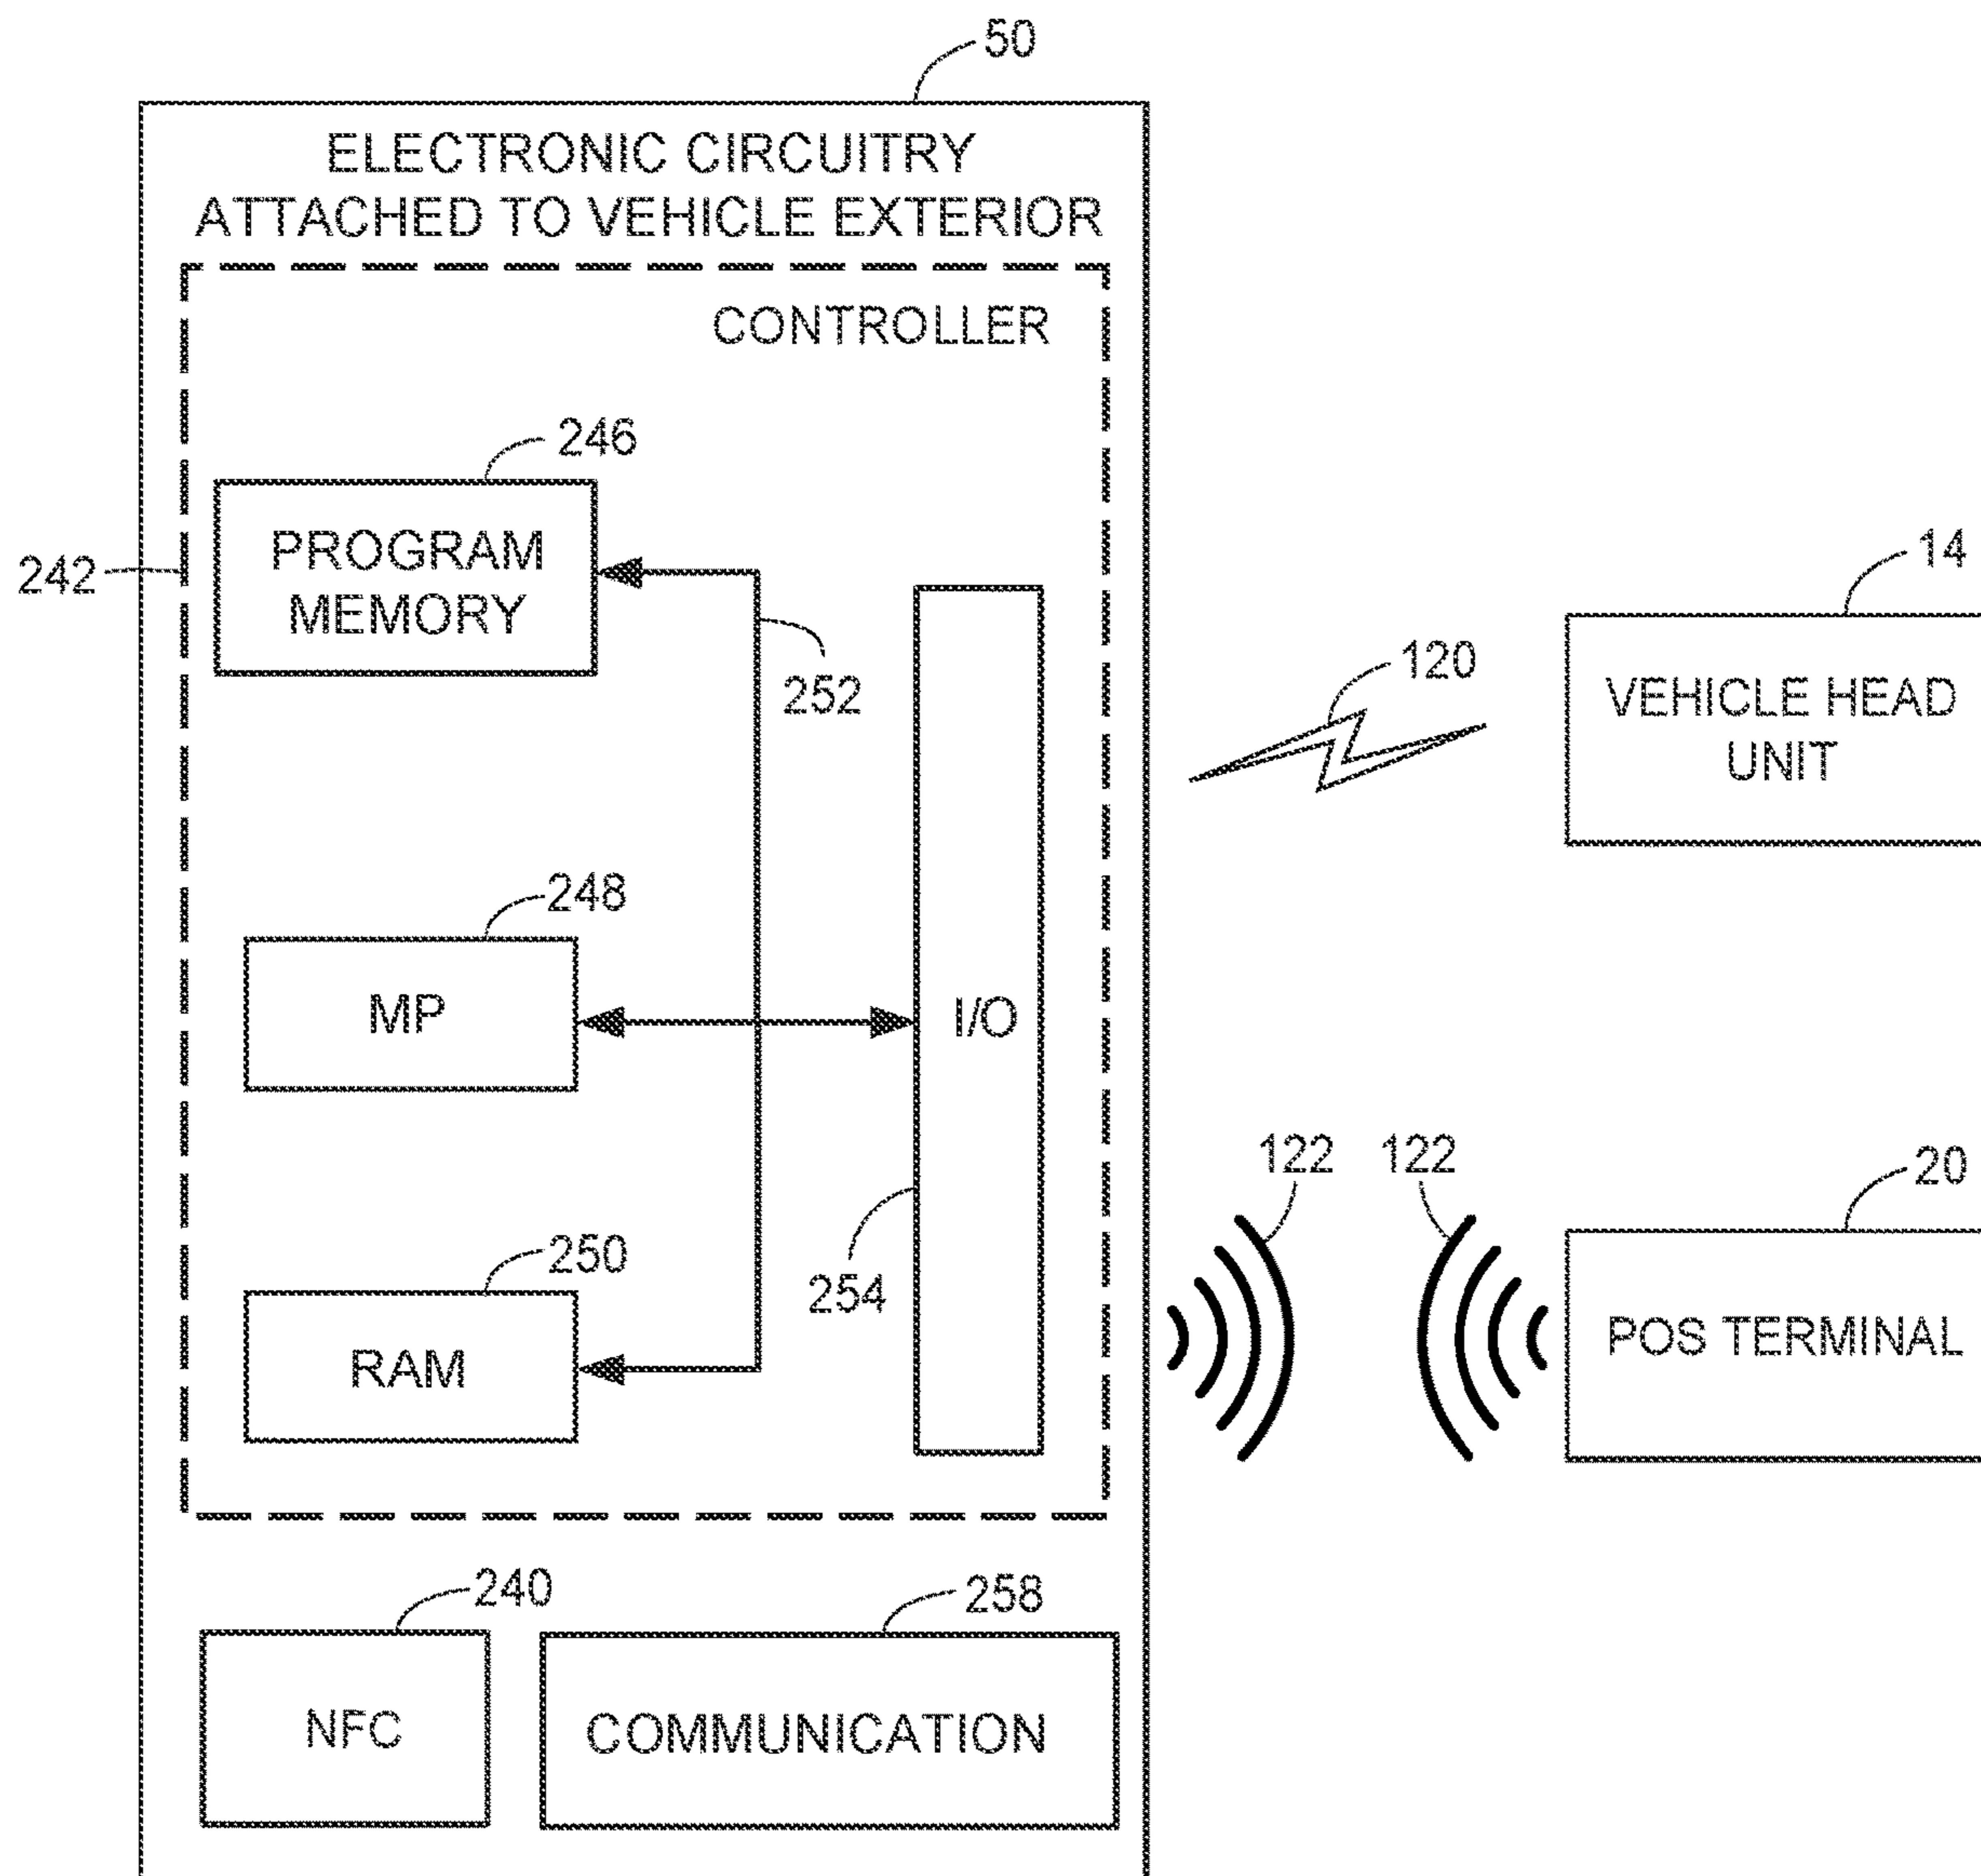 50
ELECTRONIC CIRCUITRY
ATTACHED TO VEHICLE EXTERIOR
CONTROLLER
246
PROGRAM
MEMORY
242
252
248
MP
I/O
250
RAM
254
240
NFC
258
COMMUNICATION
120
14
VEHICLE HEAD
UNIT
122
122
20
POS TERMINAL